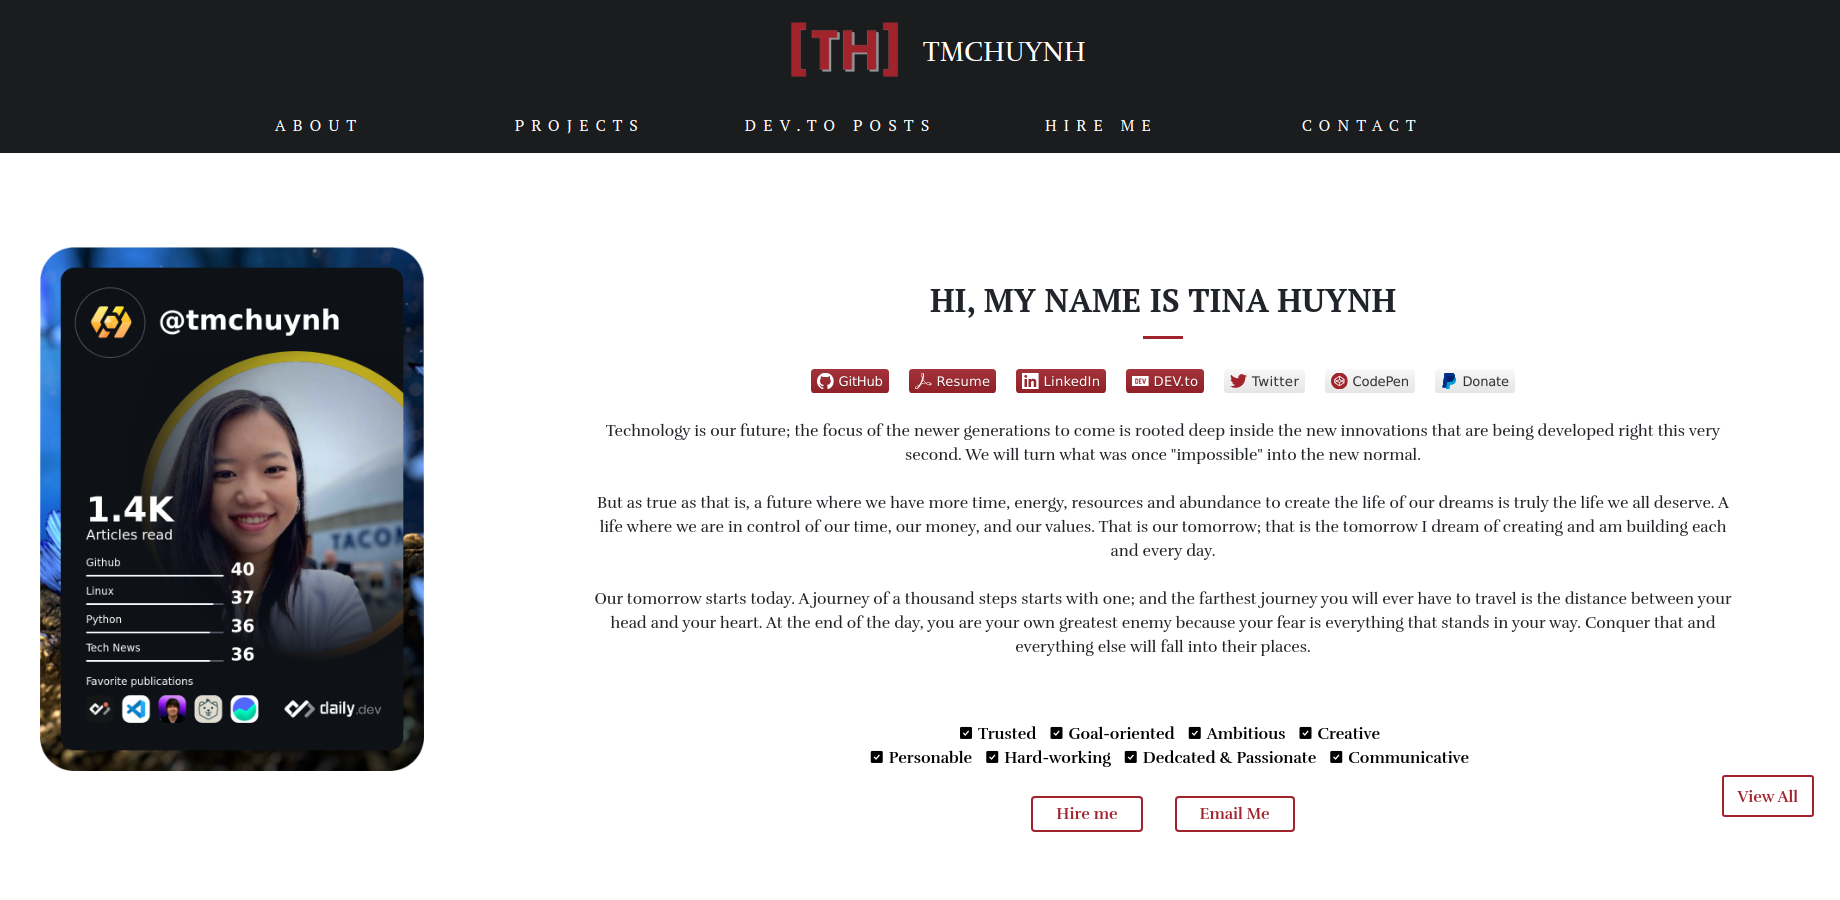 [TH] TMCHUYNH
ABOUT PROJECTS DEV.TO POSTS HIRE ME CONTACT
@tmchuynh
1.4K
Articles read
Github 40
Linux 37
Python 36
Tech News 36
Favorite publications
daily.dev
TACOM
HI, MY NAME IS TINA HUYNH
GitHub Resume LinkedIn DEV DEV.to Twitter CodePen Donate
Technology is our future; the focus of the newer generations to come is rooted deep inside the new innovations that are being developed right this very
second. We will turn what was once "impossible" into the new normal.
But as true as that is, a future where we have more time, energy, resources and abundance to create the life of our dreams is truly the life we all deserve. A
life where we are in control of our time, our money, and our values. That is our tomorrow; that is the tomorrow I dream of creating and am building each
and every day.
Our tomorrow starts today. A journey of a thousand steps starts with one; and the farthest journey you will ever have to travel is the distance between your
head and your heart. At the end of the day, you are your own greatest enemy because your fear is everything that stands in your way. Conquer that and
everything else will fall into their places.
Trusted Goal-oriented Ambitious Creative
Personable Hard-working Dedcated & Passionate Communicative
Hire me Email Me
View All